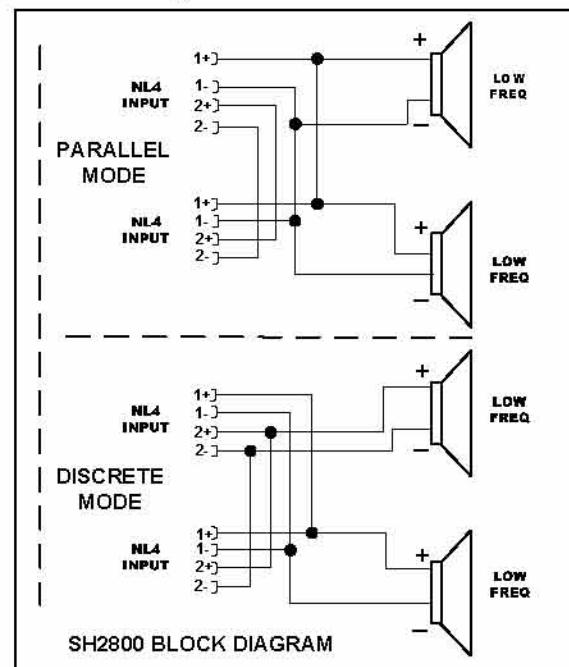 1+
+
NL4
INPUT
1-
2+
2-
LOW
FREQ
−
PARALLEL
MODE
NL4
INPUT
1+
1-
2+
2-
+
LOW
FREQ
−
NL4
INPUT
1+
1-
2+
2-
+
LOW
FREQ
−
DISCRETE
MODE
NL4
INPUT
1+
1-
2+
2-
+
LOW
FREQ
−
SH2800 BLOCK DIAGRAM